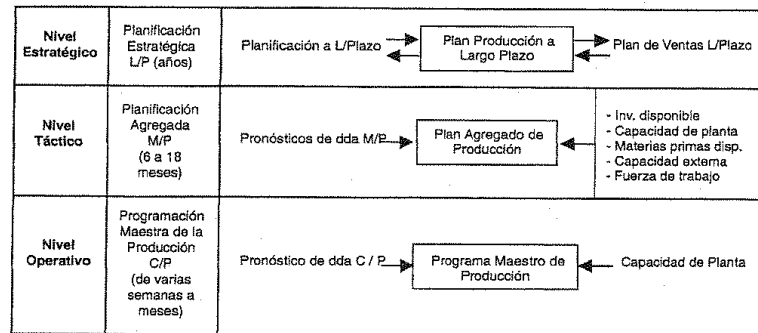 Nivel
Estratégico
Planificación
Estratégica
L/P (años)
Planificación a L/Plazo
Plan Producción a
Largo Plazo
Plan de Ventas L/Plazo
Nivel
Táctico
Planificación
Agregada
M/P
(6 a 18
meses)
Pronósticos de dda M/P
Plan Agregado de
Producción
- Inv. disponible
- Capacidad de planta
- Materias primas disp.
- Capacidad externa
- Fuerza de trabajo
Nivel
Operativo
Programación
Maestra de la
Producción
C/P
(de varias
semanas a
meses)
Pronóstico de dda C / P
Programa Maestro de
Producción
Capacidad de Planta